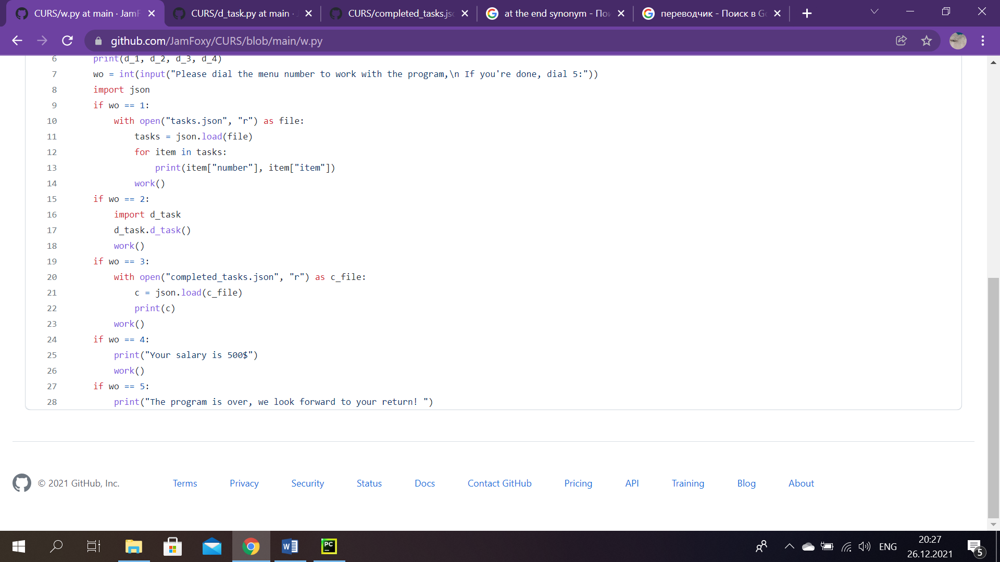 CURS/w.py at main · JamF
CURS/d_task.py at main ·
CURS/completed_tasks.js
at the end synonym - Пои
переводчик - Поиск в Go
github.com/JamFoxy/CURS/blob/main/w.py
6 print(d_1, d_2, d_3, d_4)
7 wo = int(input("Please dial the menu number to work with the program,\n If you're done, dial 5:"))
8 import json
9 if wo == 1:
10 with open("tasks.json", "r") as file:
11 tasks = json.load(file)
12 for item in tasks:
13 print(item["number"], item["item"])
14 work()
15 if wo == 2:
16 import d_task
17 d_task.d_task()
18 work()
19 if wo == 3:
20 with open("completed_tasks.json", "r") as c_file:
21 c = json.load(c_file)
22 print(c)
23 work()
24 if wo == 4:
25 print("Your salary is 500$")
26 work()
27 if wo == 5:
28 print("The program is over, we look forward to your return! ")
© 2021 GitHub, Inc. Terms Privacy Security Status Docs Contact GitHub Pricing API Training Blog About
W PC ENG 20:27
26.12.2021 5